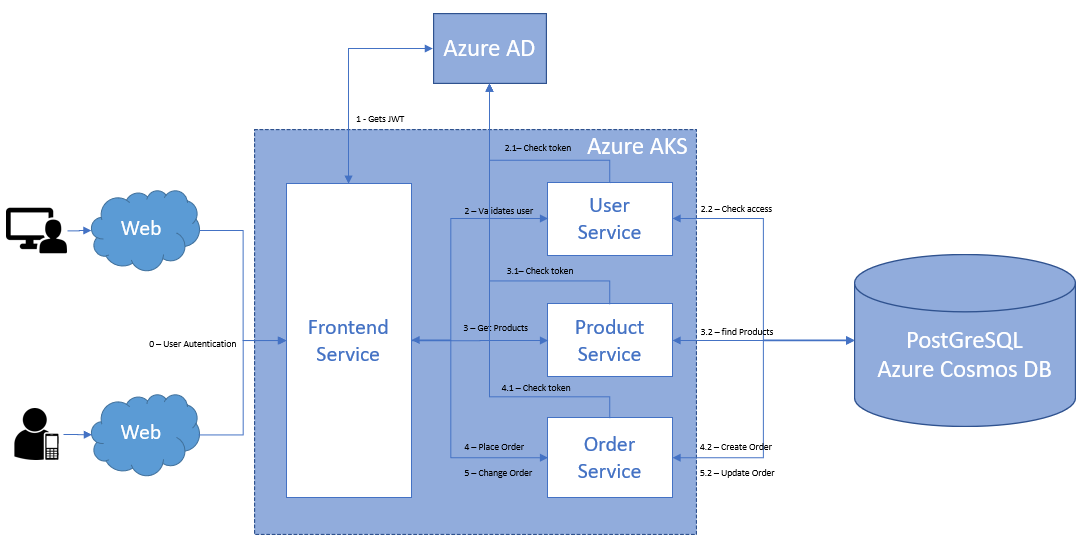 Azure AD
1 - Gets JWT
Azure AKS
2.1– Check token
User
Service
2 – Validates user
2.2 – Check access
Web
3.1– Check token
Frontend
Service
3 – Get Products
Product
Service
3.2 – find Products
PostGreSQL
Azure Cosmos DB
0 – User Autentication
4.1 – Check token
Web
4 – Place Order
5 – Change Order
Order
Service
4.2 – Create Order
5.2 – Update Order